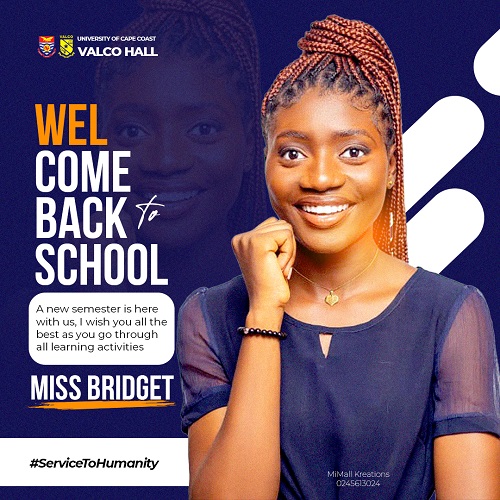 VALCO
UNIVERSITY OF CAPE COAST
VALCO HALL
WEL
COME
BACK to
SCHOOL
A new semester is here
with us, I wish you all the
best as you go through
all learning activities
MISS BRIDGET
#ServiceToHumanity
MiMall Kreations
0245613024